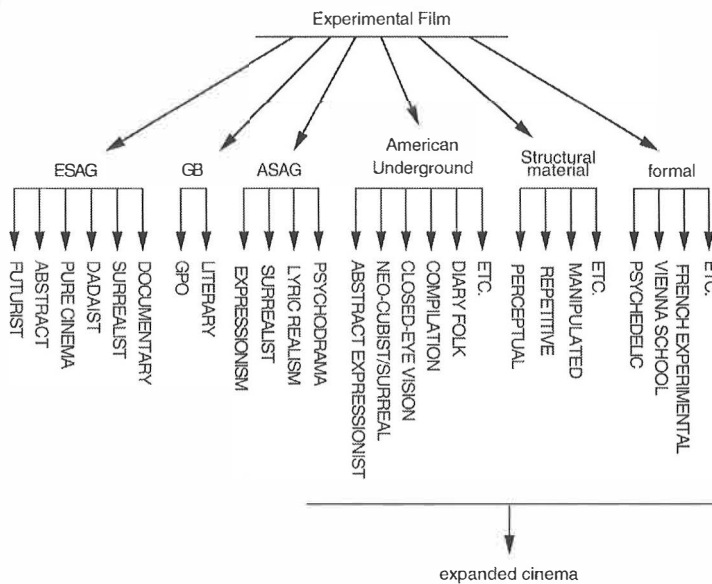 Experimental Film
ESAG
GB
ASAG
American
Underground
Structural
material
formal
FUTURIST
ABSTRACT
PURE CINEMA
DADAIST
SURREALIST
DOCUMENTARY
GPO
LITERARY
EXPRESSIONISM
SURREALIST
LYRIC REALISM
PSYCHODRAMA
ABSTRACT EXPRESSIONIST
NEO-CUBIST/SURREAL
CLOSED-EYE VISION
COMPILATION
DIARY FOLK
ETC.
PERCEPTUAL
REPETITIVE
MANIPULATED
ETC.
PSYCHEDELIC
VIENNA SCHOOL
FRENCH EXPERIMENTAL
ETC.
expanded cinema